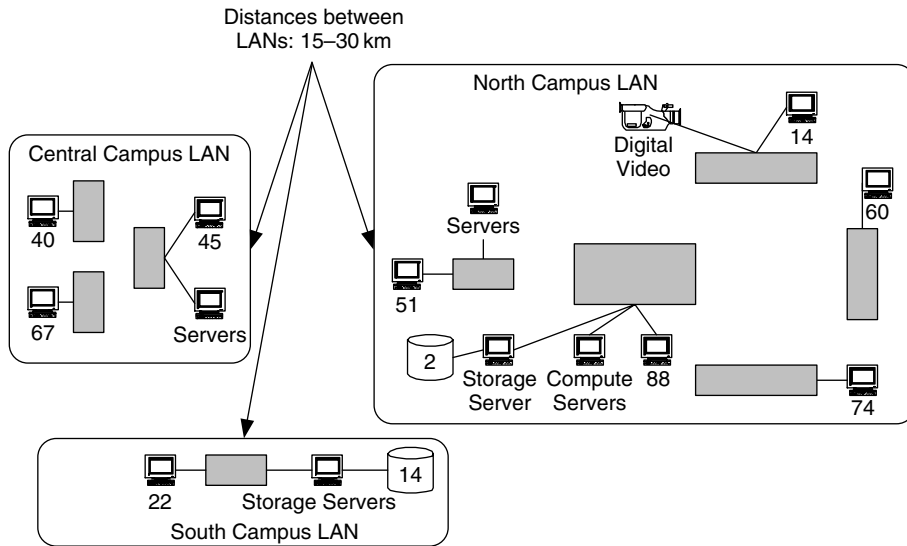 Distances between
LANs: 15–30 km
North Campus LAN
Digital
Video
14
60
Central Campus LAN
40
45
67
Servers
Servers
51
2
Storage
Server
Compute
Servers
88
74
22
Storage Servers
14
South Campus LAN